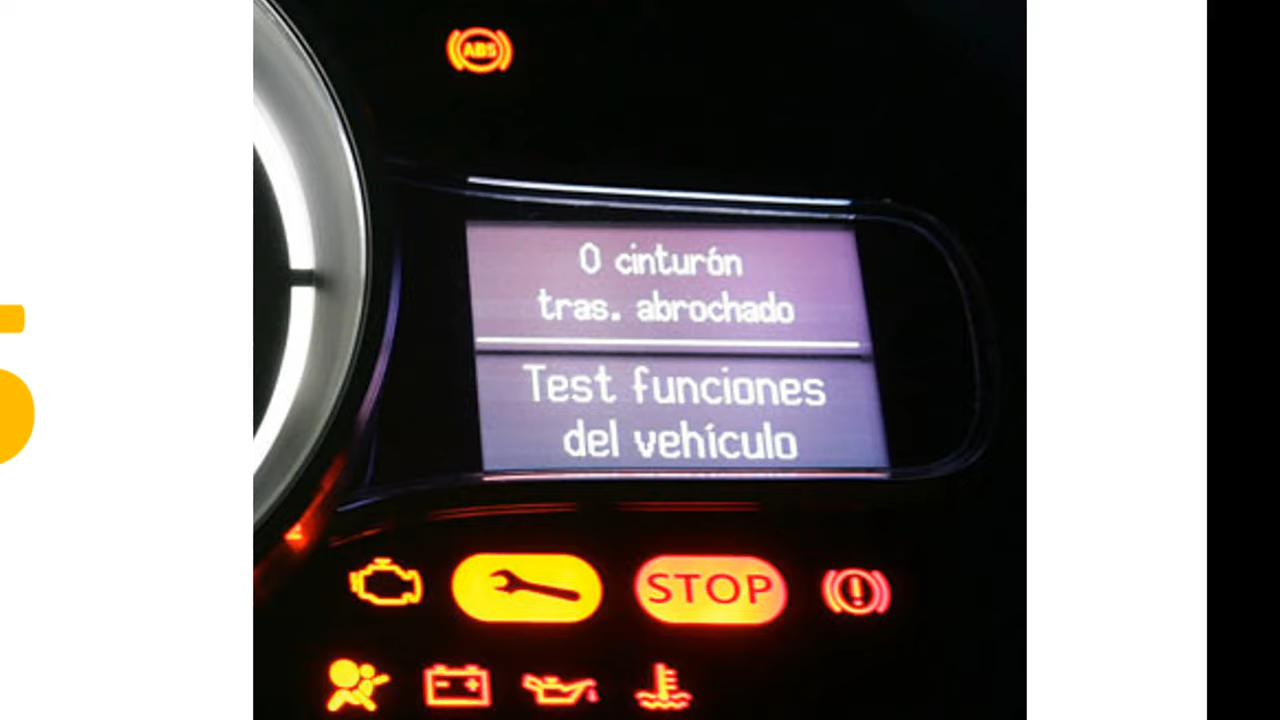 ABS
0 cinturón
tras. abrochado
Test funciones
del vehículo
STOP